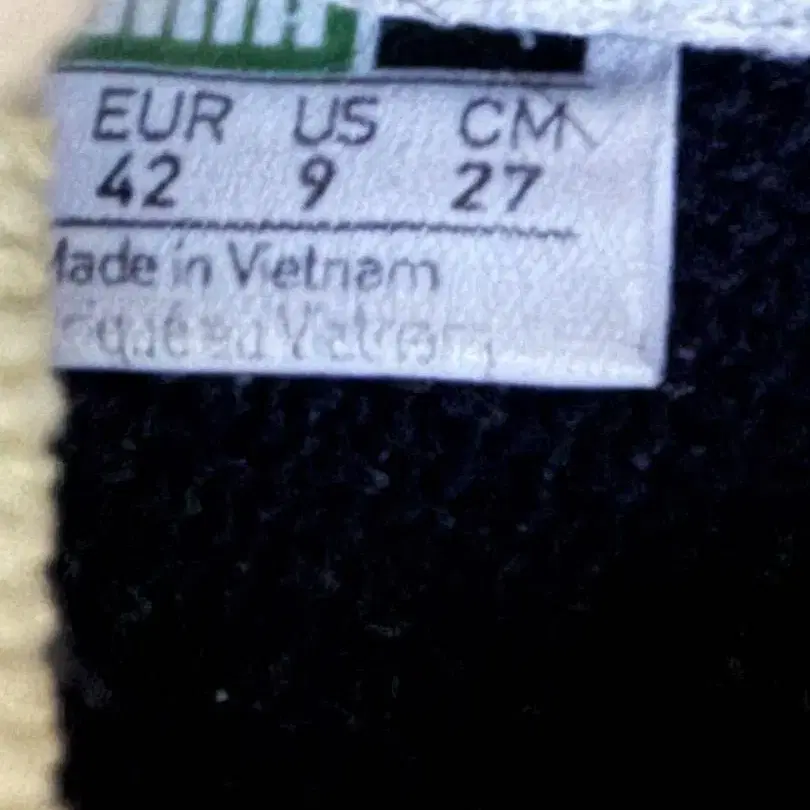 EUR US CM
42 9 27
Made in Vietnam